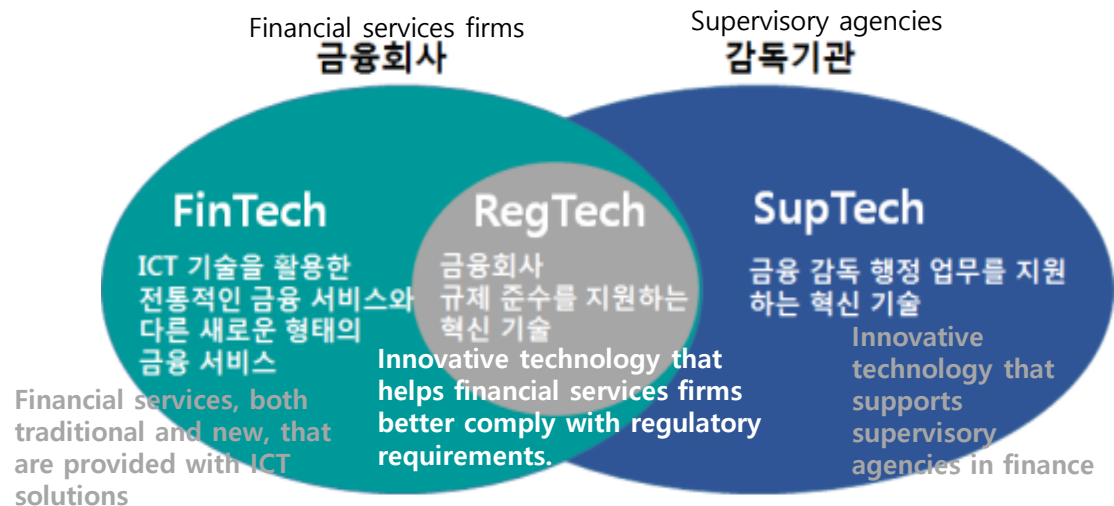 Financial services firms
금융회사
Supervisory agencies
감독기관
FinTech
ICT 기술을 활용한
전통적인 금융 서비스와
다른 새로운 형태의
금융 서비스
Financial services, both
traditional and new, that
are provided with ICT
solutions
RegTech
금융회사
규제 준수를 지원하는
혁신 기술
Innovative technology that
helps financial services firms
better comply with regulatory
requirements.
SupTech
금융 감독 행정 업무를 지원
하는 혁신 기술
Innovative
technology that
supports
supervisory
agencies in finance